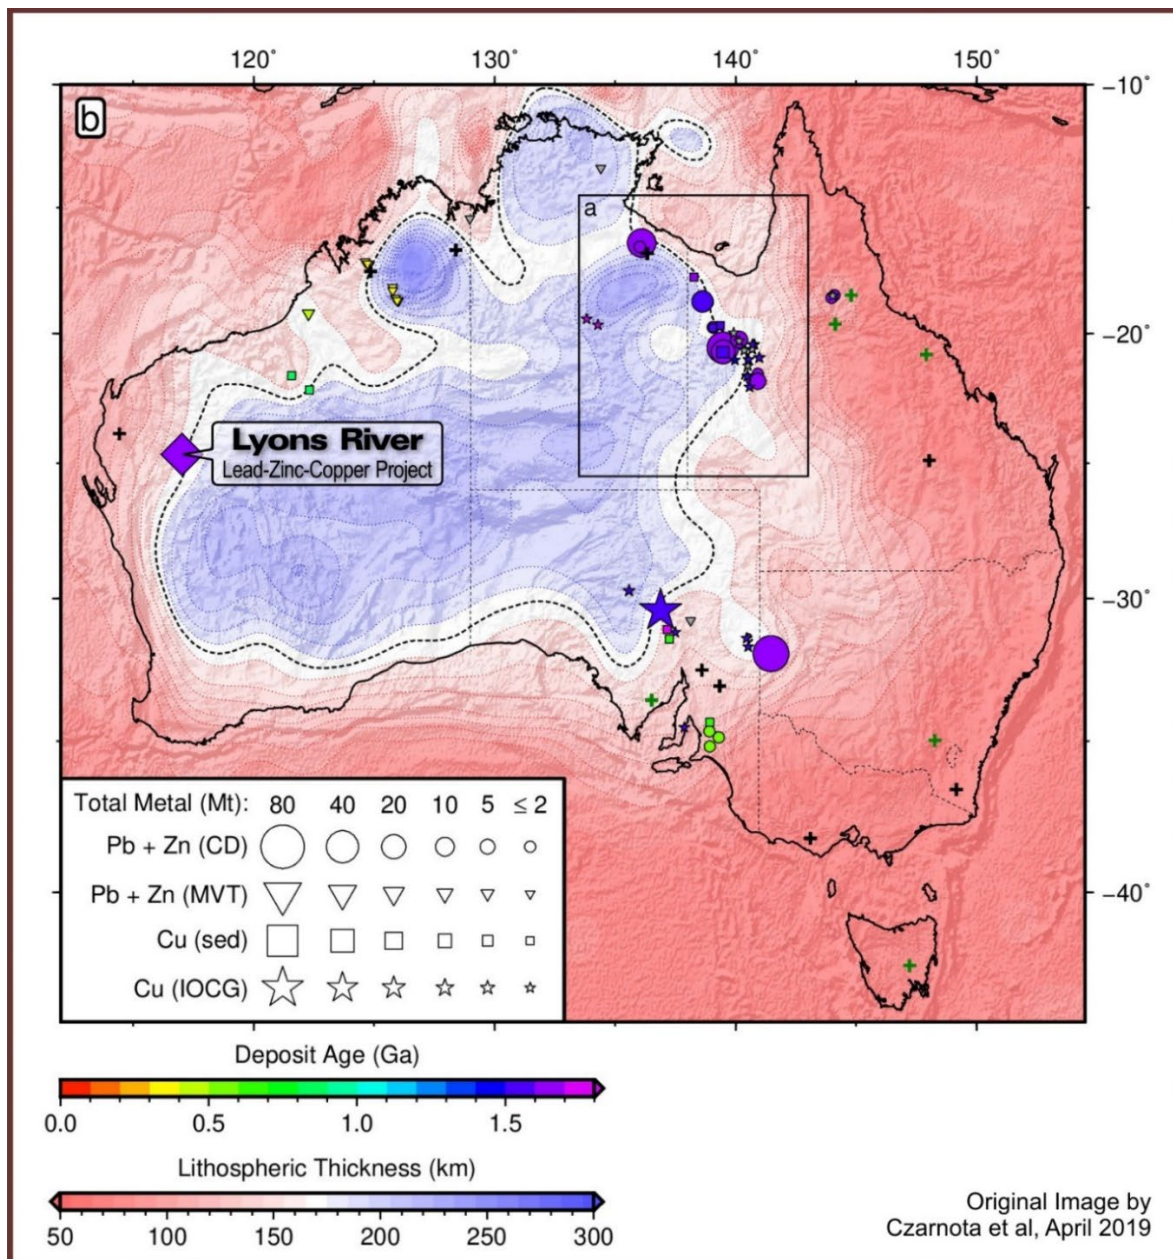 120° 130° 140° 150°
b
−10°
a
−20°
Lyons River
Lead-Zinc-Copper Project
−30°
−40°
Total Metal (Mt): 80 40 20 10 5 ≤ 2
Pb + Zn (CD)
Pb + Zn (MVT)
Cu (sed)
Cu (IOCG)
Deposit Age (Ga)
0.0 0.5 1.0 1.5
Lithospheric Thickness (km)
50 100 150 200 250 300
Original Image by
Czarnota et al, April 2019